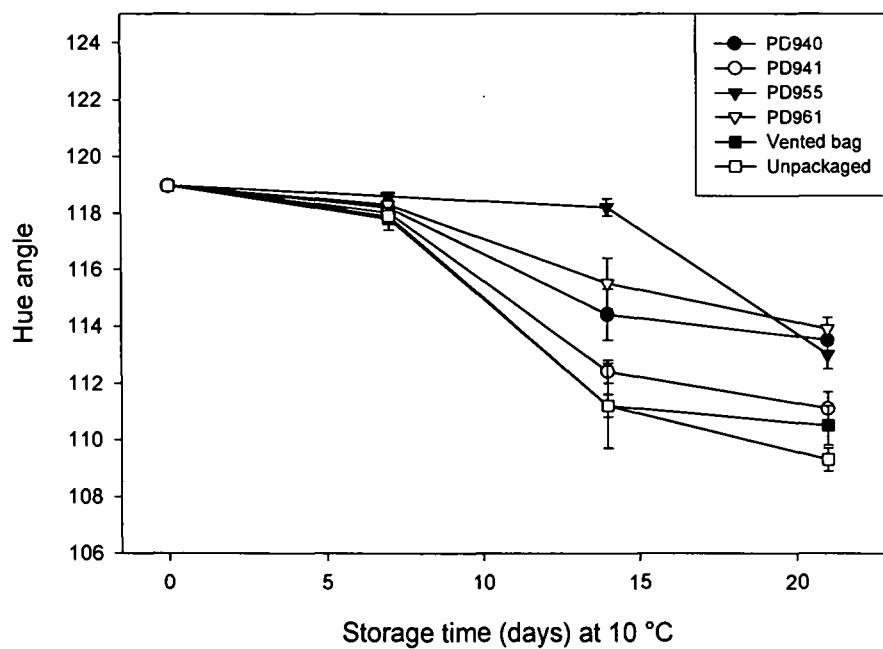 124
122
120
118
116
114
112
110
108
106
Hue angle
PD940
PD941
PD955
PD961
Vented bag
Unpackaged
0
5
10
15
20
Storage time (days) at 10 °C